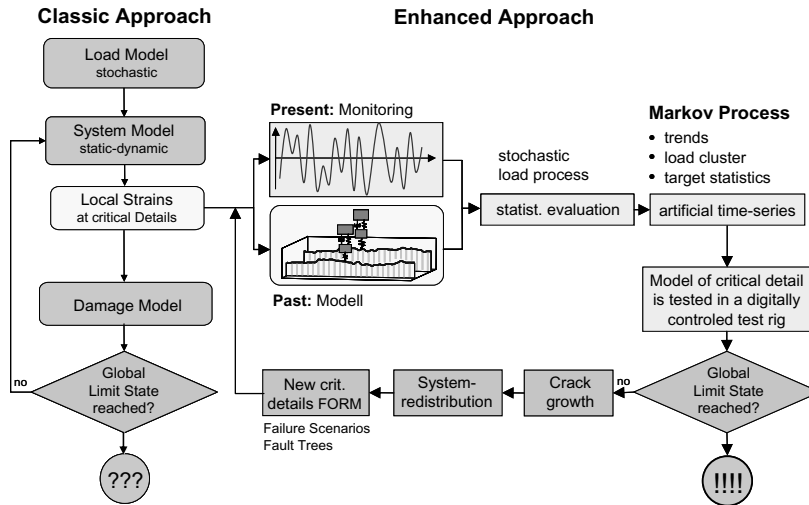 Classic Approach
Enhanced Approach
Load Model
stochastic
System Model
static-dynamic
Local Strains
at critical Details
Damage Model
no
Global
Limit State
reached?
???
Present: Monitoring
Past: Modell
stochastic
load process
statist. evaluation
Markov Process
• trends
• load cluster
• target statistics
artificial time-series
Model of critical detail
is tested in a digitally
controled test rig
Global
Limit State
reached?
no
Crack
growth
System-
redistribution
New crit.
details FORM
Failure Scenarios
Fault Trees
!!!!